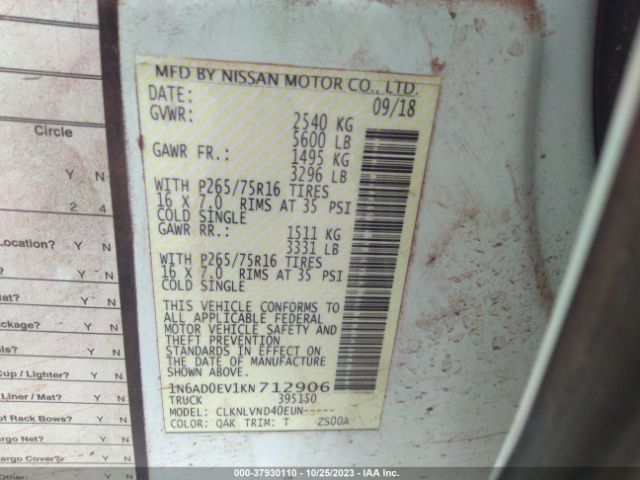 MFD BY NISSAN MOTOR CO., LTD.
DATE: 09/18
GVWR: 2540 KG
5600 LB
GAWR FR.: 1495 KG
3296 LB
WITH P265/75R16 TIRES
16 X 7.0 RIMS AT 35 PSI
COLD SINGLE
GAWR RR.: 1511 KG
3331 LB
WITH P265/75R16 TIRES
16 X 7.0 RIMS AT 35 PSI
COLD SINGLE
THIS VEHICLE CONFORMS TO
ALL APPLICABLE FEDERAL
MOTOR VEHICLE SAFETY AND
THEFT PREVENTION
STANDARDS IN EFFECT ON
THE DATE OF MANUFACTURE
SHOWN ABOVE.
1N6AD0EV1KN712906
TRUCK 395150
MODEL: CLKNLVND40EUN-----
COLOR: QAK TRIM: T ZS00A
Circle
Y N
2 4
Location? Y N
? Y N
at? Y N
ckage? Y N
ls? Y N
Cup / Lighter? Y N
Liner / Mat? Y N
of Rack Bows? Y N
argo Net? Y N
argo Cover? Y N
Other:
000-37930110 - 10/25/2023 - IAA Inc.